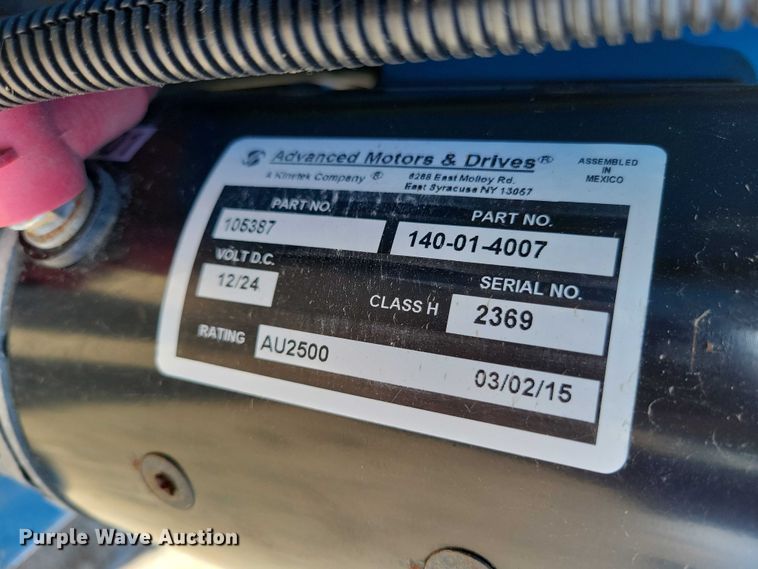 Advanced Motors & Drives®
A Kinetek Company ®
6268 East Molloy Rd.
East Syracuse NY 13057
ASSEMBLED
IN
MEXICO
PART NO.
105387
PART NO.
140-01-4007
VOLT D.C.
12/24
CLASS H
SERIAL NO.
2369
RATING
AU2500 03/02/15
Purple Wave Auction®